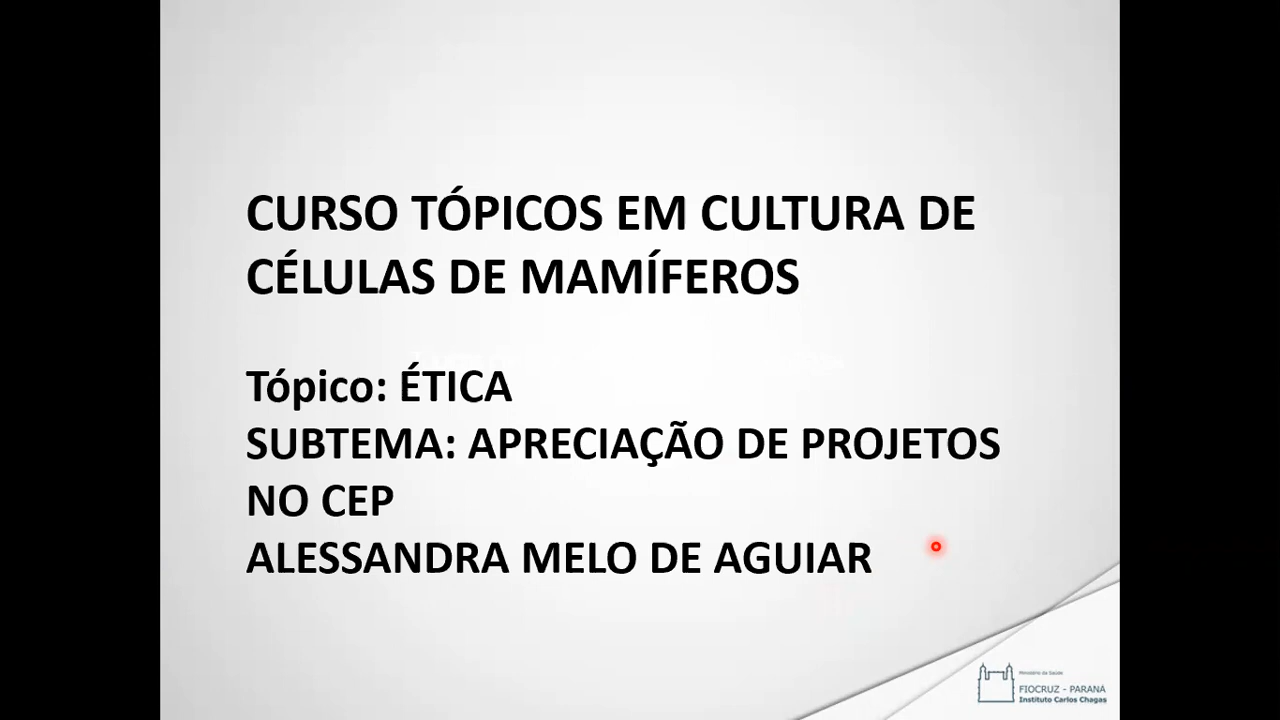 CURSO TÓPICOS EM CULTURA DE
CÉLULAS DE MAMÍFEROS
Tópico: ÉTICA
SUBTEMA: APRECIAÇÃO DE PROJETOS
NO CEP
ALESSANDRA MELO DE AGUIAR
Ministério da Saúde
FIOCRUZ - PARANÁ
Instituto Carlos Chagas